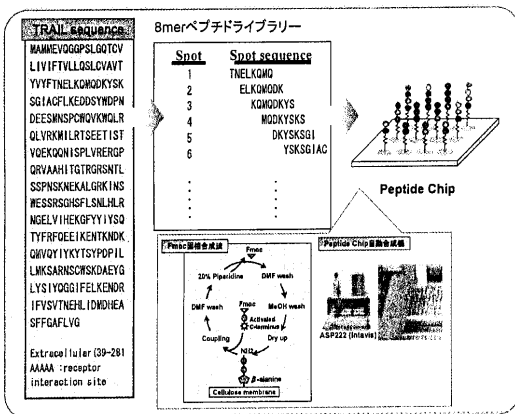 TRAIL sequence
MAMMEVQGGPSLGQTCV
LIVIFTVLLQSLCVAVT
YVYFTNELKQMQDKYSK
SGIACFLKEDDSYWDPN
DEESMNSPCWQVKWQLR
QLVRKMILRTSEETIST
VQEKQQNISPLVRERGP
QRVAAHITGTRGRSNTL
SSPNSKNEKALGRKINS
WESSRSGHSFLSNLHLR
NGELVIHEKGFYYIYSQ
TYFRFQEEIKENTKNDK
QMVQYIYKYTSYPDPIL
LMKSARNSCWSKDAEYG
LYSIYQGGIFELKENDR
IFVSVTNEHLIDMDHEA
SFFGAFLVG
Extracellular (39-281
AAAAA :receptor
interaction site
8merペプチドライブラリー
Spot Spot sequence
1 TNELKQMQ
2 ELKQMQDK
3 KQMQDKYS
4 MQDKYSKS
5 DKYSKSGI
6 YSKSGIAC
Peptide Chip
Fmoc固相合成法
Fmoc
20% Piperidine
DMF wash
DMF wash
Fmoc
MeOH wash
Activated
C-terminus
Coupling
Dry up
NH2
β-alanine
Cellulose membrane
Peptide Chip自動合成機
ASP222 (Intavis)